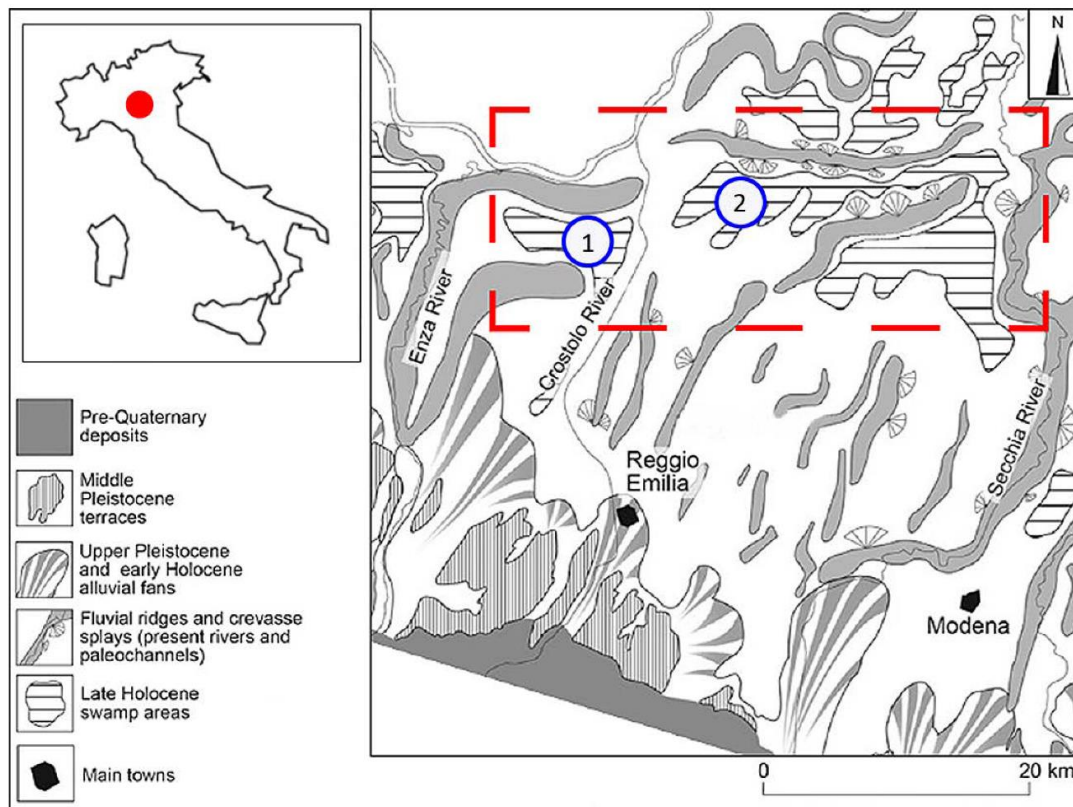 N
1
2
Enza River
Crostolo River
Secchia River
Reggio
Emilia
Modena
Pre-Quaternary
deposits
Middle
Pleistocene
terraces
Upper Pleistocene
and early Holocene
alluvial fans
Fluvial ridges and crevasse
splays (present rivers and
paleochannels)
Late Holocene
swamp areas
Main towns
0
20 km